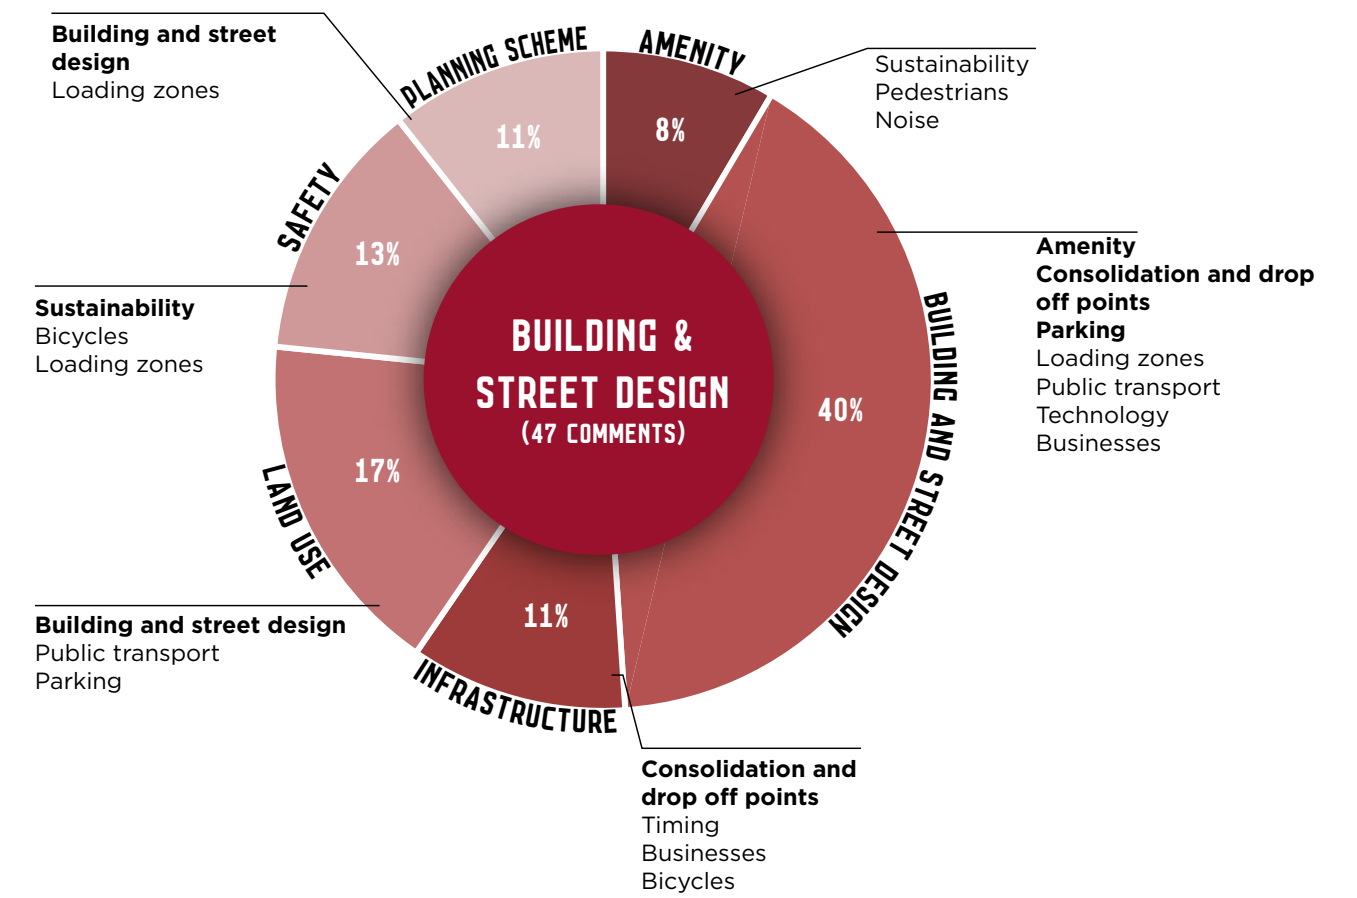 Building and street
design
Loading zones
PLANNING SCHEME
11%
AMENITY
8%
Sustainability
Pedestrians
Noise
SAFETY
13%
Sustainability
Bicycles
Loading zones
Amenity
Consolidation and drop
off points
Parking
Loading zones
Public transport
Technology
Businesses
BUILDING AND STREET DESIGN
40%
BUILDING &
STREET DESIGN
(47 COMMENTS)
LAND USE
17%
Building and street design
Public transport
Parking
11%
INFRASTRUCTURE
Consolidation and
drop off points
Timing
Businesses
Bicycles